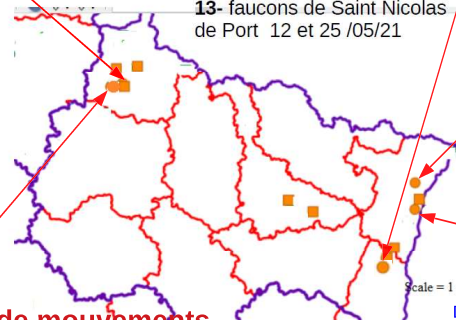 13- faucons de Saint Nicolas
de Port 12 et 25 /05/21
Scale = 1
de mouvements